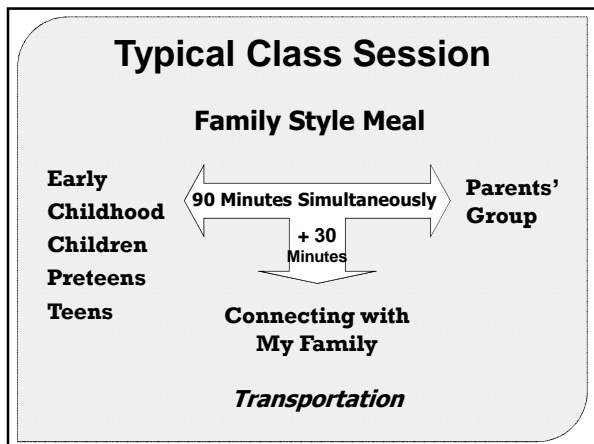 Typical Class Session
Family Style Meal
Early
Childhood
Children
Preteens
Teens
90 Minutes Simultaneously
+ 30
Minutes
Parents’
Group
Connecting with
My Family
Transportation